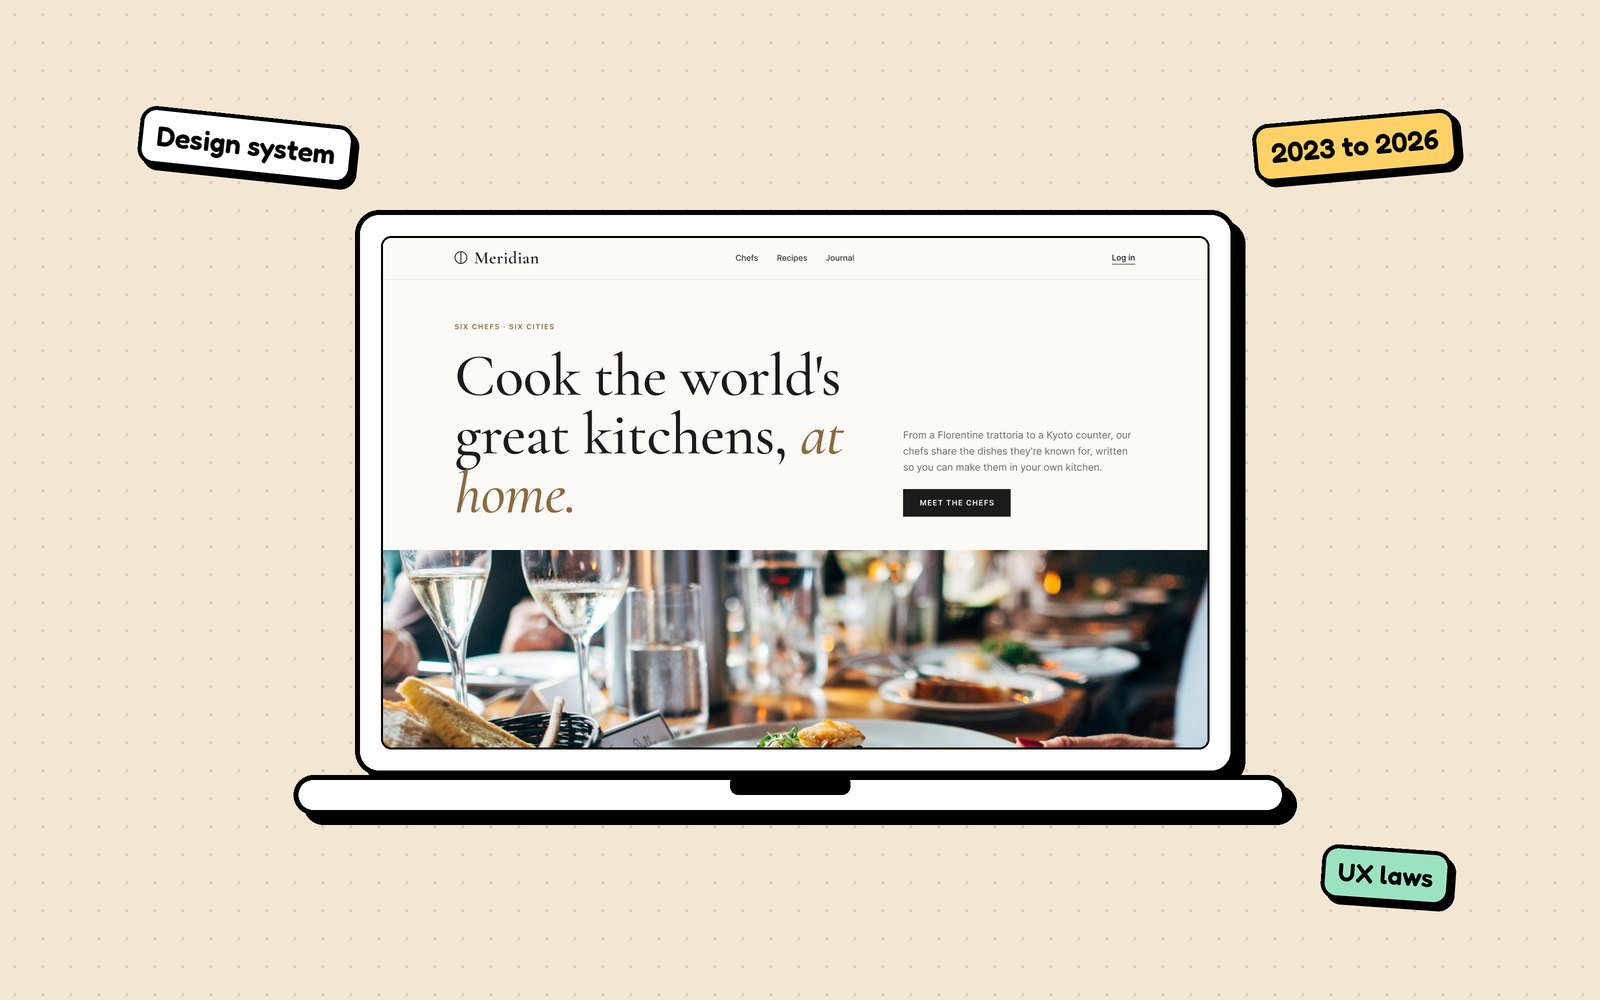 Design system
2023 to 2026
Meridian
Chefs
Recipes
Journal
Log in
SIX CHEFS · SIX CITIES
Cook the world's
great kitchens, at
home.
From a Florentine trattoria to a Kyoto counter, our
chefs share the dishes they're known for, written
so you can make them in your own kitchen.
MEET THE CHEFS
UX laws